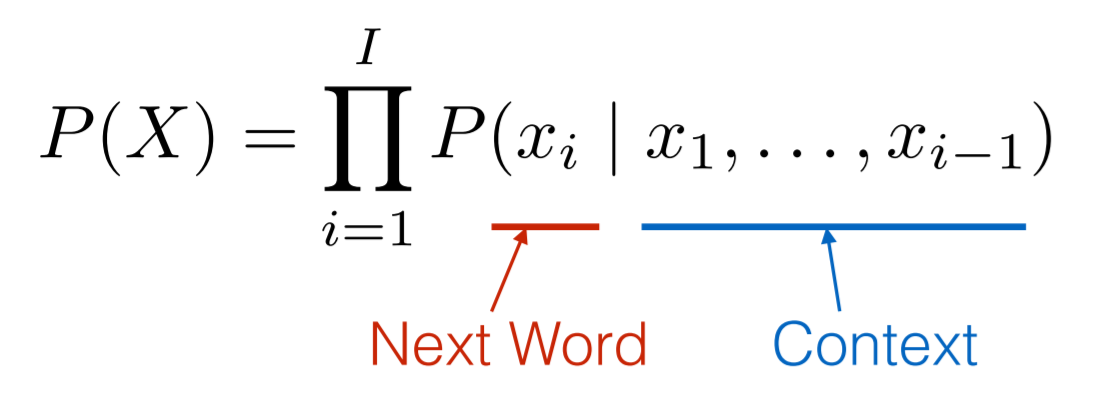 P(X) = ∏_{i=1}^{I} P(x_i | x_1, ..., x_{i-1})
Next Word Context